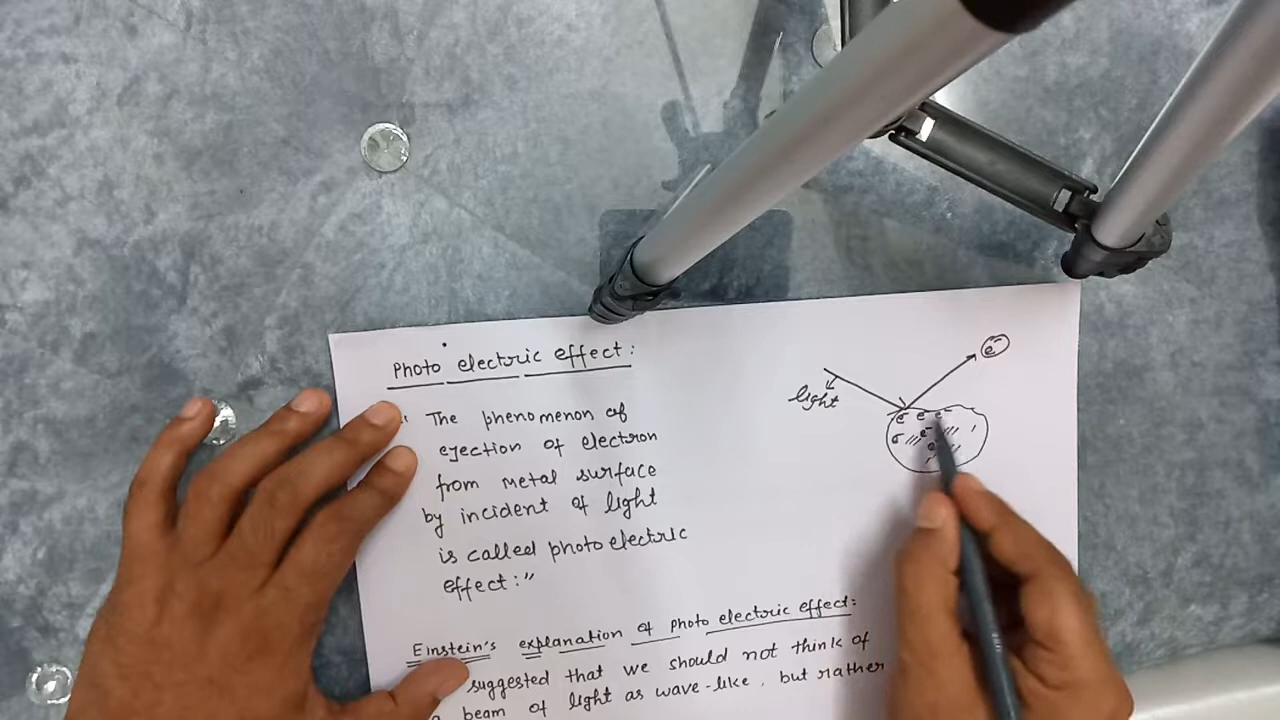 Photo electric effect:
"The phenomenon of
ejection of electron
from metal surface
by incident of light
is called photo electric
effect:"
light
e⁻
e⁻ e⁻ e⁻
e⁻ e⁻
e
Einstein's explanation of photo electric effect:
suggested that we should not think of
a beam of light as wave-like, but rather